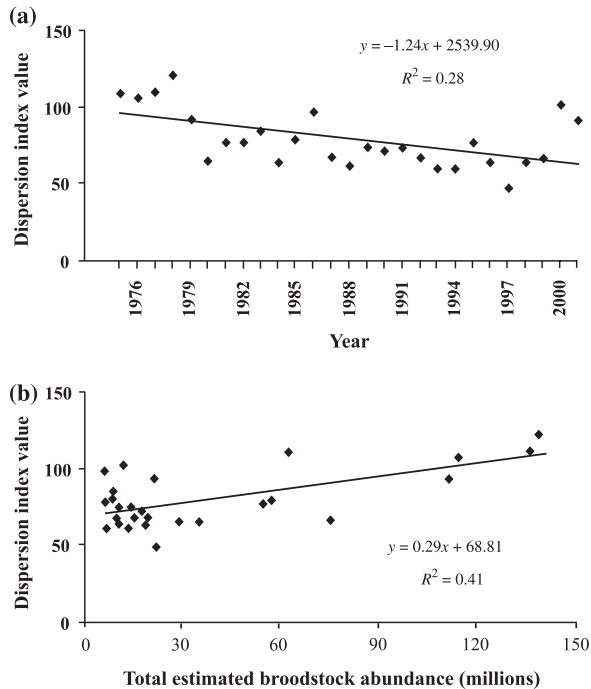 (a)
150
100
50
0
Dispersion index value
y = –1.24x + 2539.90
R² = 0.28
1976 1979 1982 1985 1988 1991 1994 1997 2000
Year
(b)
150
100
50
0
Dispersion index value
y = 0.29x + 68.81
R² = 0.41
0 30 60 90 120 150
Total estimated broodstock abundance (millions)